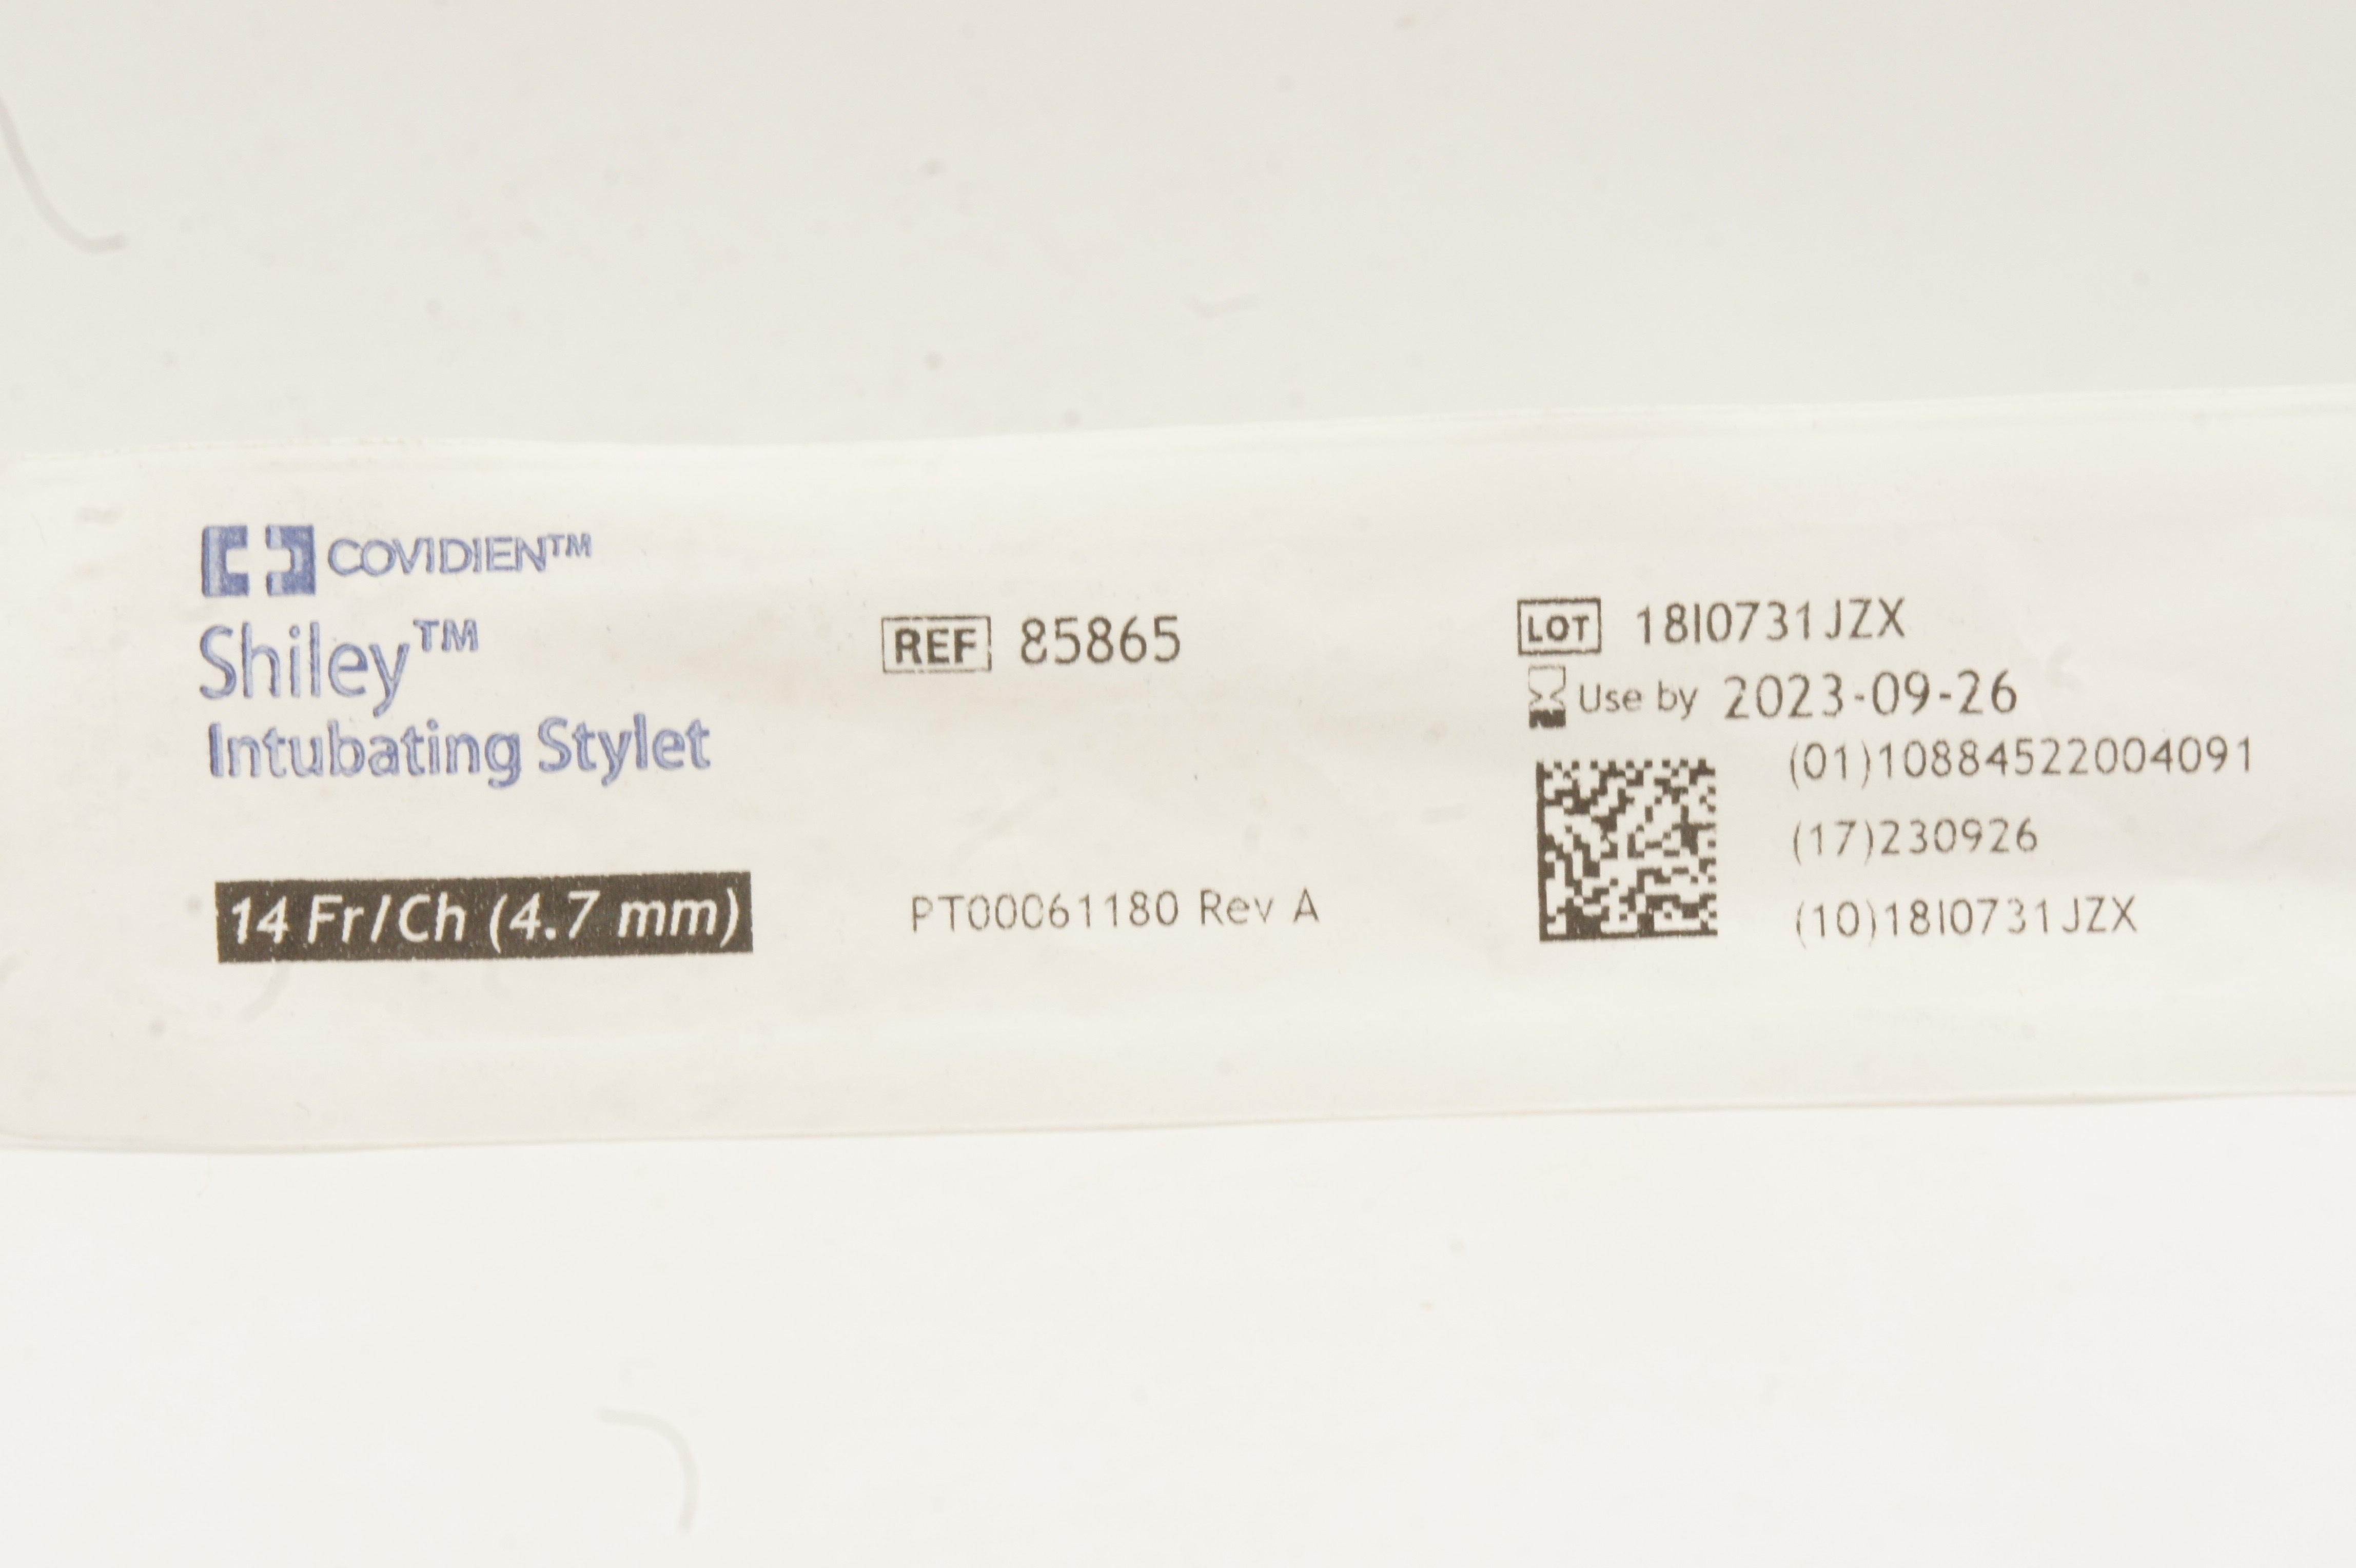 COVIDIEN™
Shiley™
Intubating Stylet
14 Fr/Ch (4.7 mm)
REF 85865
PT00061180 Rev A
LOT 18I0731JZX
Use by 2023-09-26
(01)10884522004091
(17)230926
(10)18I0731JZX